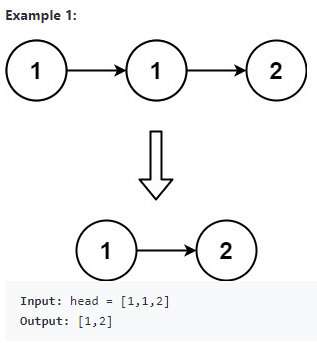 Example 1:
1 1 2
1 2
Input: head = [1,1,2]
Output: [1,2]